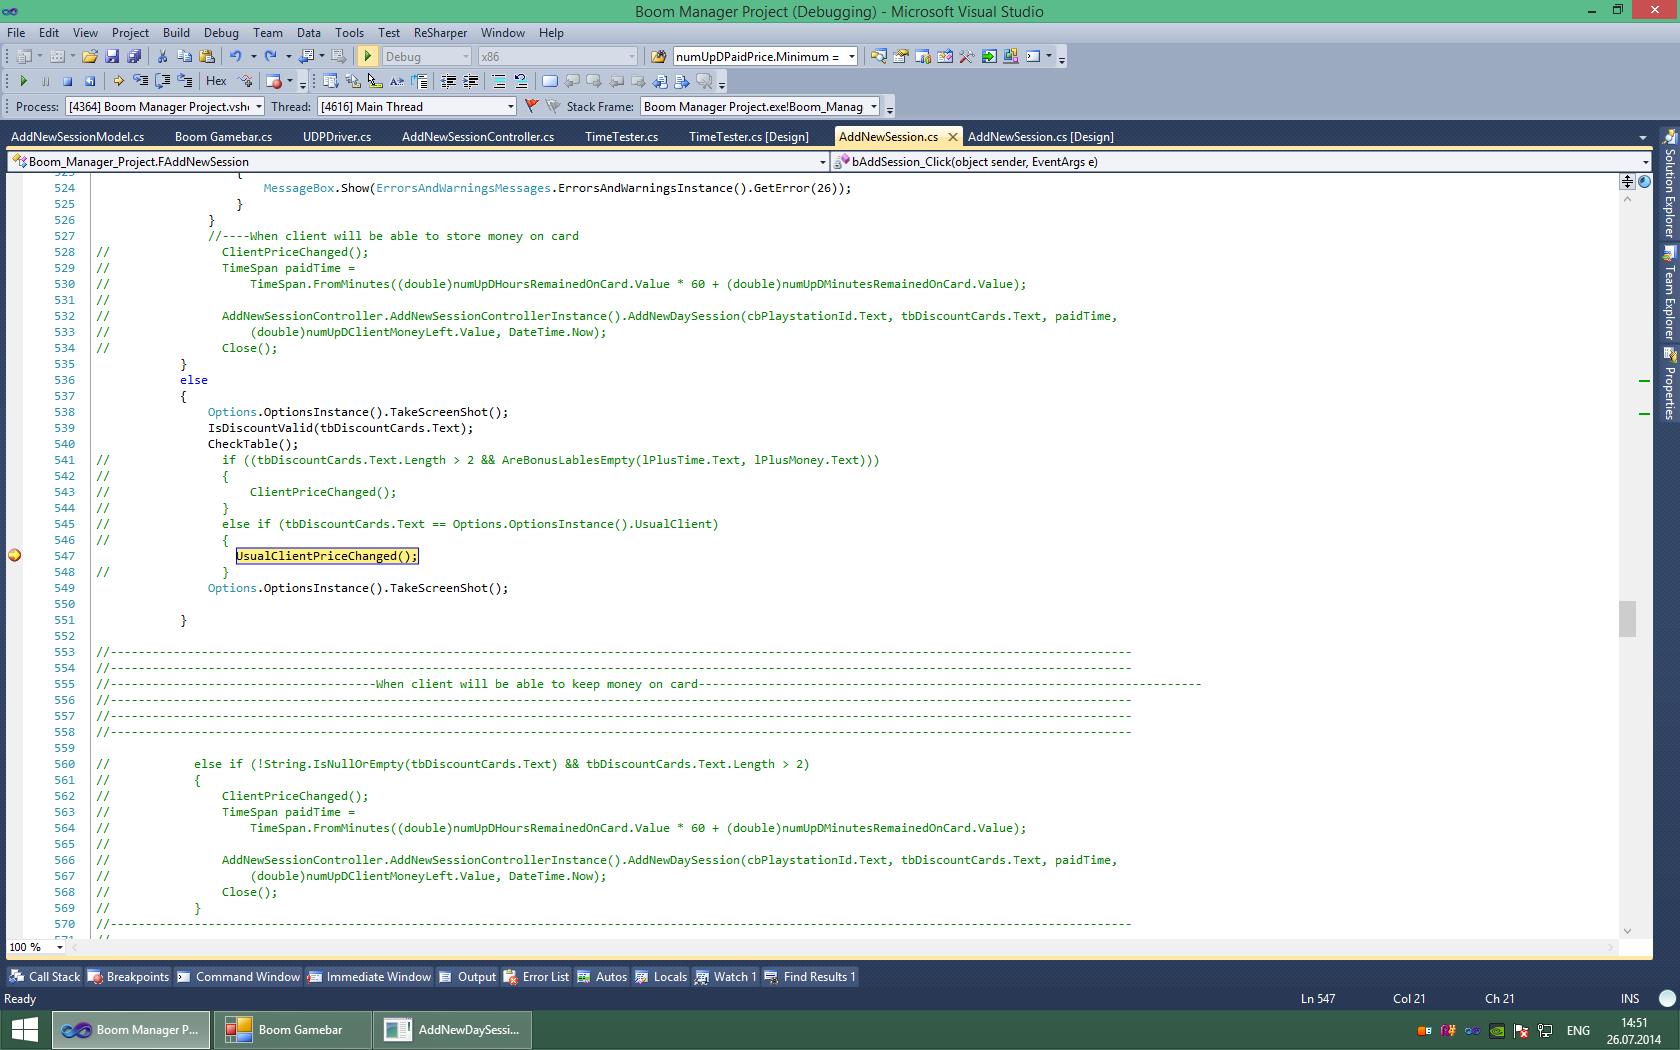 Boom Manager Project (Debugging) - Microsoft Visual Studio
File Edit View Project Build Debug Team Data Tools Test ReSharper Window Help
Debug x86 numUpDPaidPrice.Minimum =
Hex
Process: [4364] Boom Manager Project.vsh Thread: [4616] Main Thread Stack Frame: Boom Manager Project.exe!Boom_Manag
AddNewSessionModel.cs Boom Gamebar.cs UDPDriver.cs AddNewSessionController.cs TimeTester.cs TimeTester.cs [Design] AddNewSession.cs AddNewSession.cs [Design]
Boom_Manager_Project.FAddNewSession bAddSession_Click(object sender, EventArgs e)
523 {
524 MessageBox.Show(ErrorsAndWarningsMessages.ErrorsAndWarningsInstance().GetError(26));
525 }
526 }
527 //----When client will be able to store money on card
528 // ClientPriceChanged();
529 // TimeSpan paidTime =
530 // TimeSpan.FromMinutes((double)numUpDHoursRemainedOnCard.Value * 60 + (double)numUpDMinutesRemainedOnCard.Value);
531 //
532 // AddNewSessionController.AddNewSessionControllerInstance().AddNewDaySession(cbPlaystationId.Text, tbDiscountCards.Text, paidTime,
533 // (double)numUpDClientMoneyLeft.Value, DateTime.Now);
534 // Close();
535 }
536 else
537 {
538 Options.OptionsInstance().TakeScreenShot();
539 IsDiscountValid(tbDiscountCards.Text);
540 CheckTable();
541 // if ((tbDiscountCards.Text.Length > 2 && AreBonusLablesEmpty(lPlusTime.Text, lPlusMoney.Text)))
542 // {
543 // ClientPriceChanged();
544 // }
545 // else if (tbDiscountCards.Text == Options.OptionsInstance().UsualClient)
546 // {
547 UsualClientPriceChanged();
548 // }
549 Options.OptionsInstance().TakeScreenShot();
550
551 }
552
553 //--------------------------------------------------------------------------------------------------------------------------------------------------
554 //--------------------------------------------------------------------------------------------------------------------------------------------------
555 //--------------------------------------When client will be able to keep money on card------------------------------------------------------------------------
556 //--------------------------------------------------------------------------------------------------------------------------------------------------
557 //--------------------------------------------------------------------------------------------------------------------------------------------------
558 //--------------------------------------------------------------------------------------------------------------------------------------------------
559
560 // else if (!String.IsNullOrEmpty(tbDiscountCards.Text) && tbDiscountCards.Text.Length > 2)
561 // {
562 // ClientPriceChanged();
563 // TimeSpan paidTime =
564 // TimeSpan.FromMinutes((double)numUpDHoursRemainedOnCard.Value * 60 + (double)numUpDMinutesRemainedOnCard.Value);
565 //
566 // AddNewSessionController.AddNewSessionControllerInstance().AddNewDaySession(cbPlaystationId.Text, tbDiscountCards.Text, paidTime,
567 // (double)numUpDClientMoneyLeft.Value, DateTime.Now);
568 // Close();
569 // }
570 //--------------------------------------------------------------------------------------------------------------------------------------------------
571 //
Solution Explorer
Team Explorer
Properties
100 %
Call Stack Breakpoints Command Window Immediate Window Output Error List Autos Locals Watch 1 Find Results 1
Ready Ln 547 Col 21 Ch 21 INS
Boom Manager P... Boom Gamebar AddNewDaySessi... ENG 14:51
26.07.2014